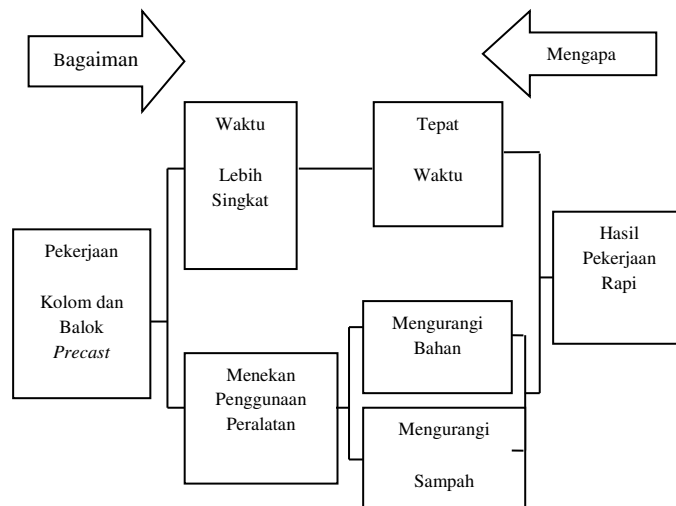 Bagaiman
Mengapa
Waktu
Lebih
Singkat
Tepat
Waktu
Pekerjaan
Kolom dan
Balok
Precast
Hasil
Pekerjaan
Rapi
Menekan
Penggunaan
Peralatan
Mengurangi
Bahan
Mengurangi
Sampah